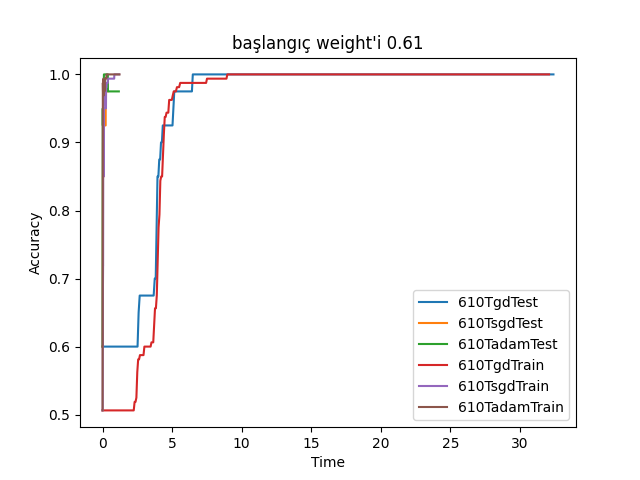 başlangıç weight'i 0.61
1.0
0.9
0.8
0.7
0.6
0.5
Accuracy
610TgdTest
610TsgdTest
610TadamTest
610TgdTrain
610TsgdTrain
610TadamTrain
0 5 10 15 20 25 30
Time